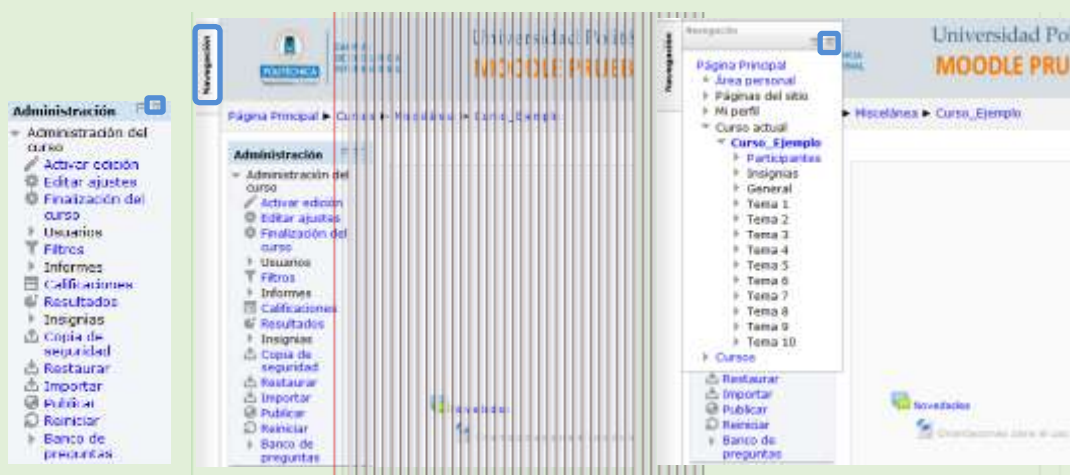 Administración
Administración del
curso
Activar edición
Editar ajustes
Finalización del
curso
Usuarios
Filtros
Informes
Calificaciones
Resultados
Insignias
Copia de
seguridad
Restaurar
Importar
Publicar
Reiniciar
Banco de
preguntas
Navegación
POLITÉCNICA
Universidad Polité
MOODLE PRUEB
Página Principal ▶ Cursos ▶ Miscelánea ▶ Curso_Ejemplo
Administración
Administración del
curso
Activar edición
Editar ajustes
Finalización del
curso
Usuarios
Filtros
Informes
Calificaciones
Resultados
Insignias
Copia de
seguridad
Restaurar
Importar
Publicar
Reiniciar
Banco de
preguntas
Novedades
Navegación
Navegación
Página Principal
Área personal
Páginas del sitio
Mi perfil
Curso actual
Curso_Ejemplo
Participantes
Insignias
General
Tema 1
Tema 2
Tema 3
Tema 4
Tema 5
Tema 6
Tema 7
Tema 8
Tema 9
Tema 10
Cursos
Restaurar
Importar
Publicar
Reiniciar
Banco de
preguntas
Universidad Pol
MOODLE PRU
▶ Miscelánea ▶ Curso_Ejemplo
Novedades